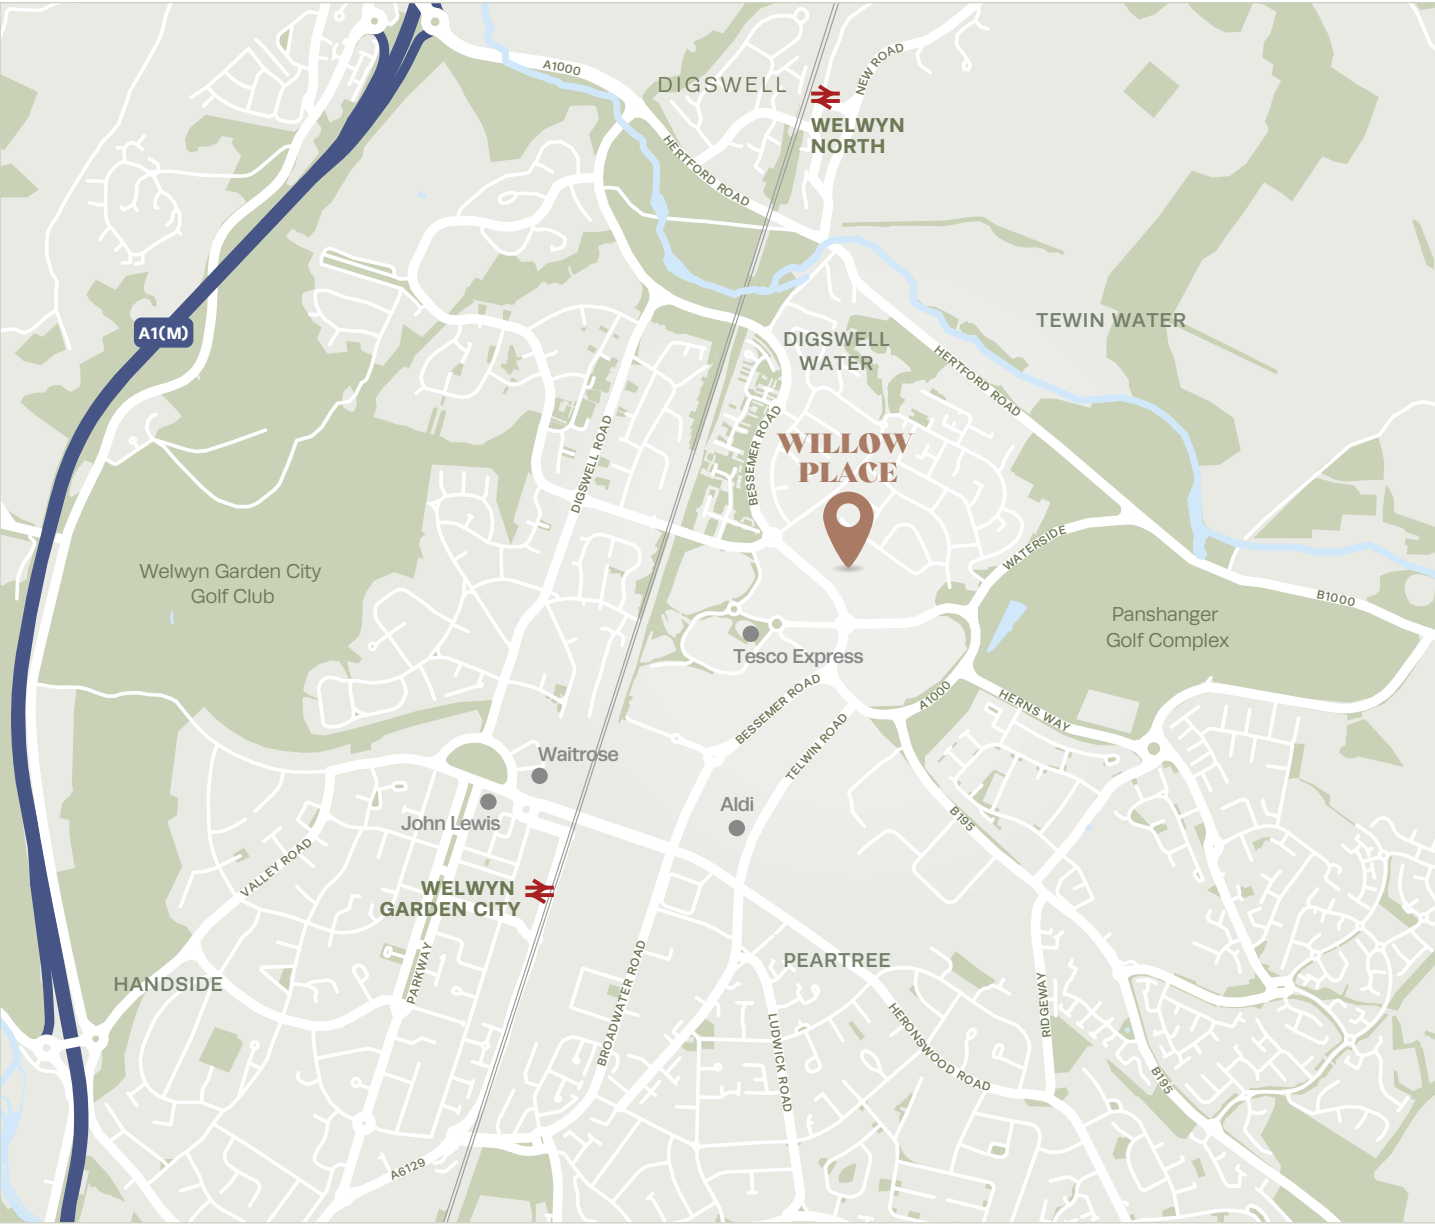 A1000
DIGSWELL
NEW ROAD
WELWYN
NORTH
HERTFORD ROAD
A1(M)
TEWIN WATER
DIGSWELL
WATER
HERTFORD ROAD
DIGSWELL ROAD
BESSEMER ROAD
WILLOW
PLACE
WATERSIDE
Welwyn Garden City
Golf Club
B1000
Panshanger
Golf Complex
Tesco Express
BESSEMER ROAD
A1000
HERNS WAY
TELWIN ROAD
Waitrose
Aldi
John Lewis
B195
VALLEY ROAD
WELWYN
GARDEN CITY
PARKWAY
BROADWATER ROAD
PEARTREE
HANDSIDE
LUDWICK ROAD
HERONSWOOD ROAD
RIDGEWAY
B195
A6129